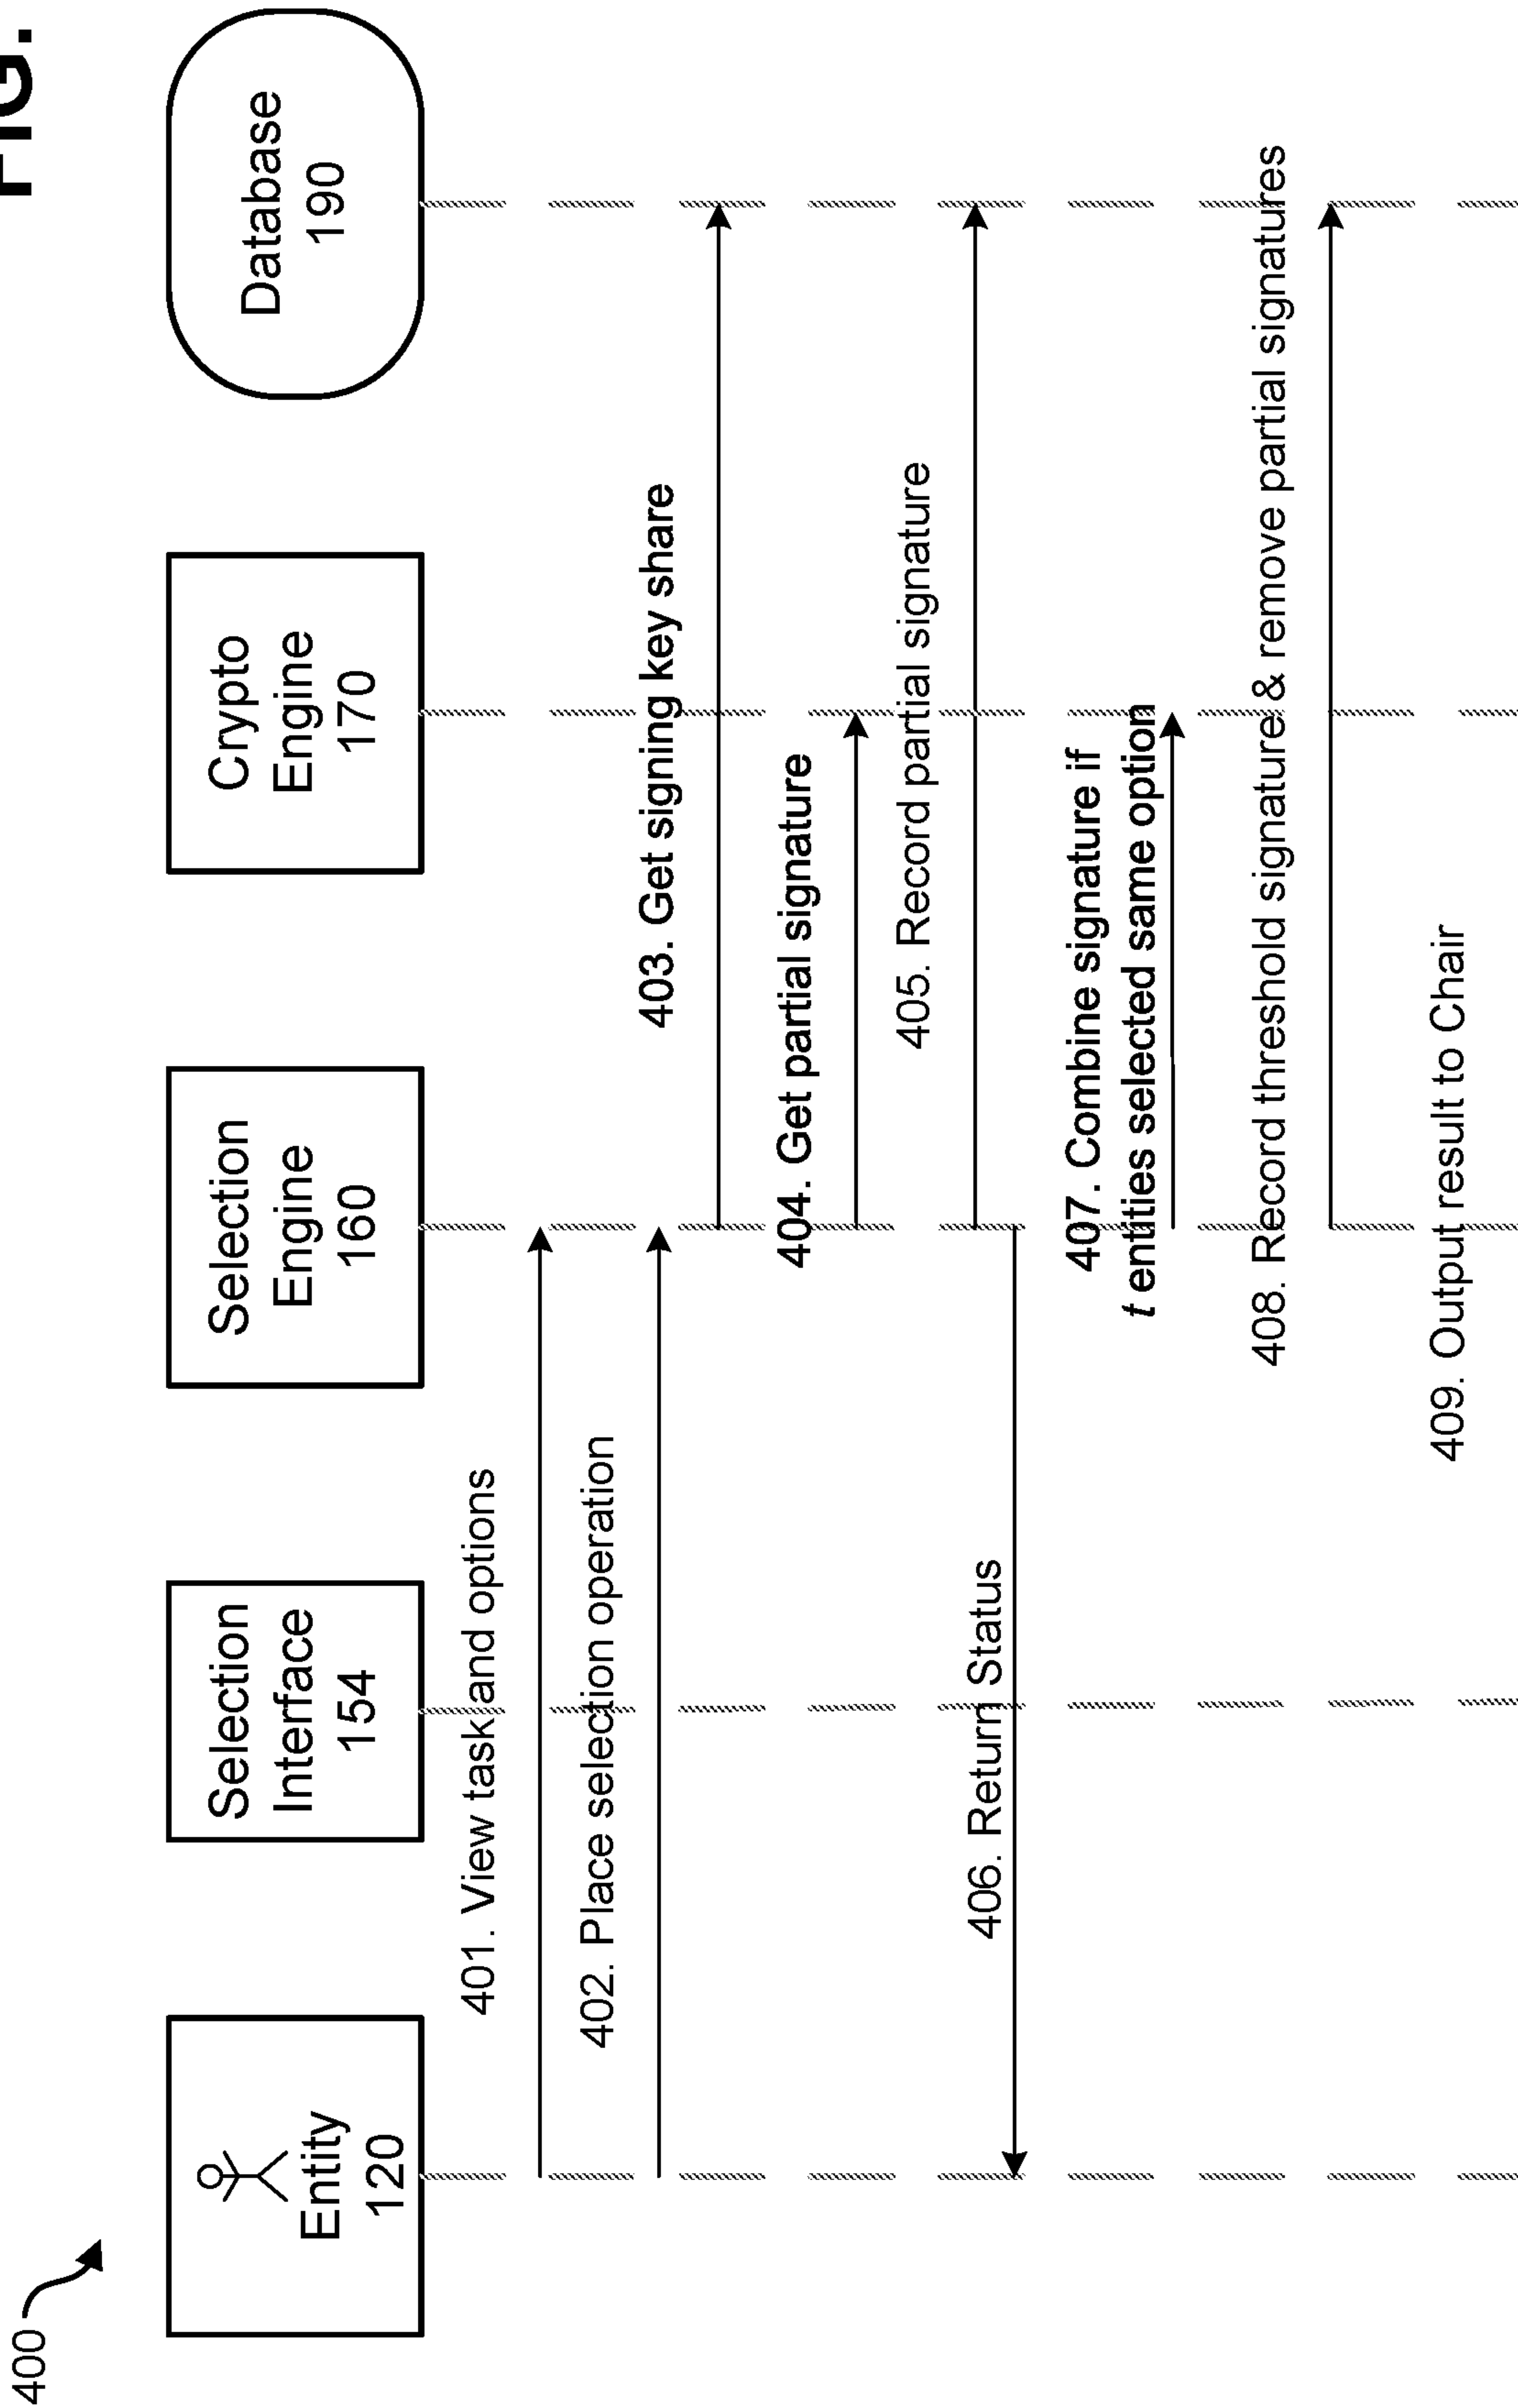 FIG.
400
Entity
120
Selection
Interface
154
Selection
Engine
160
Crypto
Engine
170
Database
190
401. View task and options
402. Place selection operation
403. Get signing key share
404. Get partial signature
405. Record partial signature
406. Return Status
407. Combine signature if
t entities selected same option
408. Record threshold signature & remove partial signatures
409. Output result to Chair